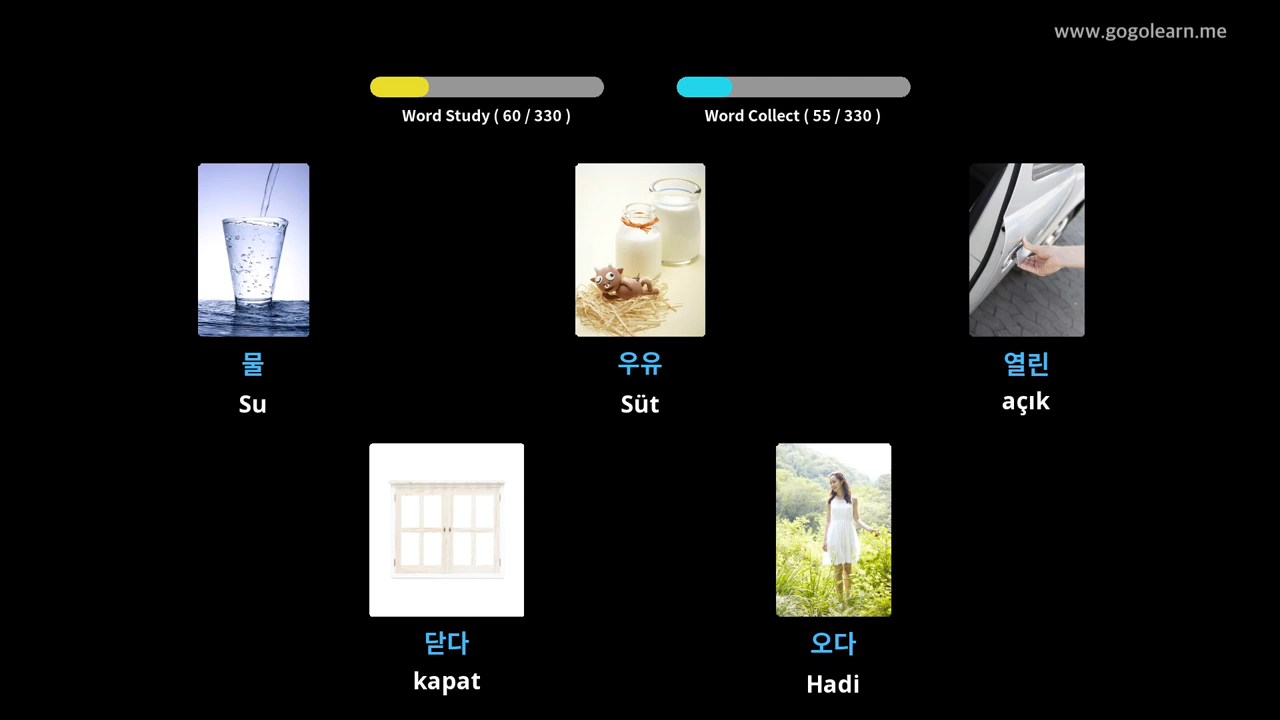 www.gogolearn.me
Word Study ( 60 / 330 )
Word Collect ( 55 / 330 )
물
Su
우유
Süt
열린
açık
닫다
kapat
오다
Hadi